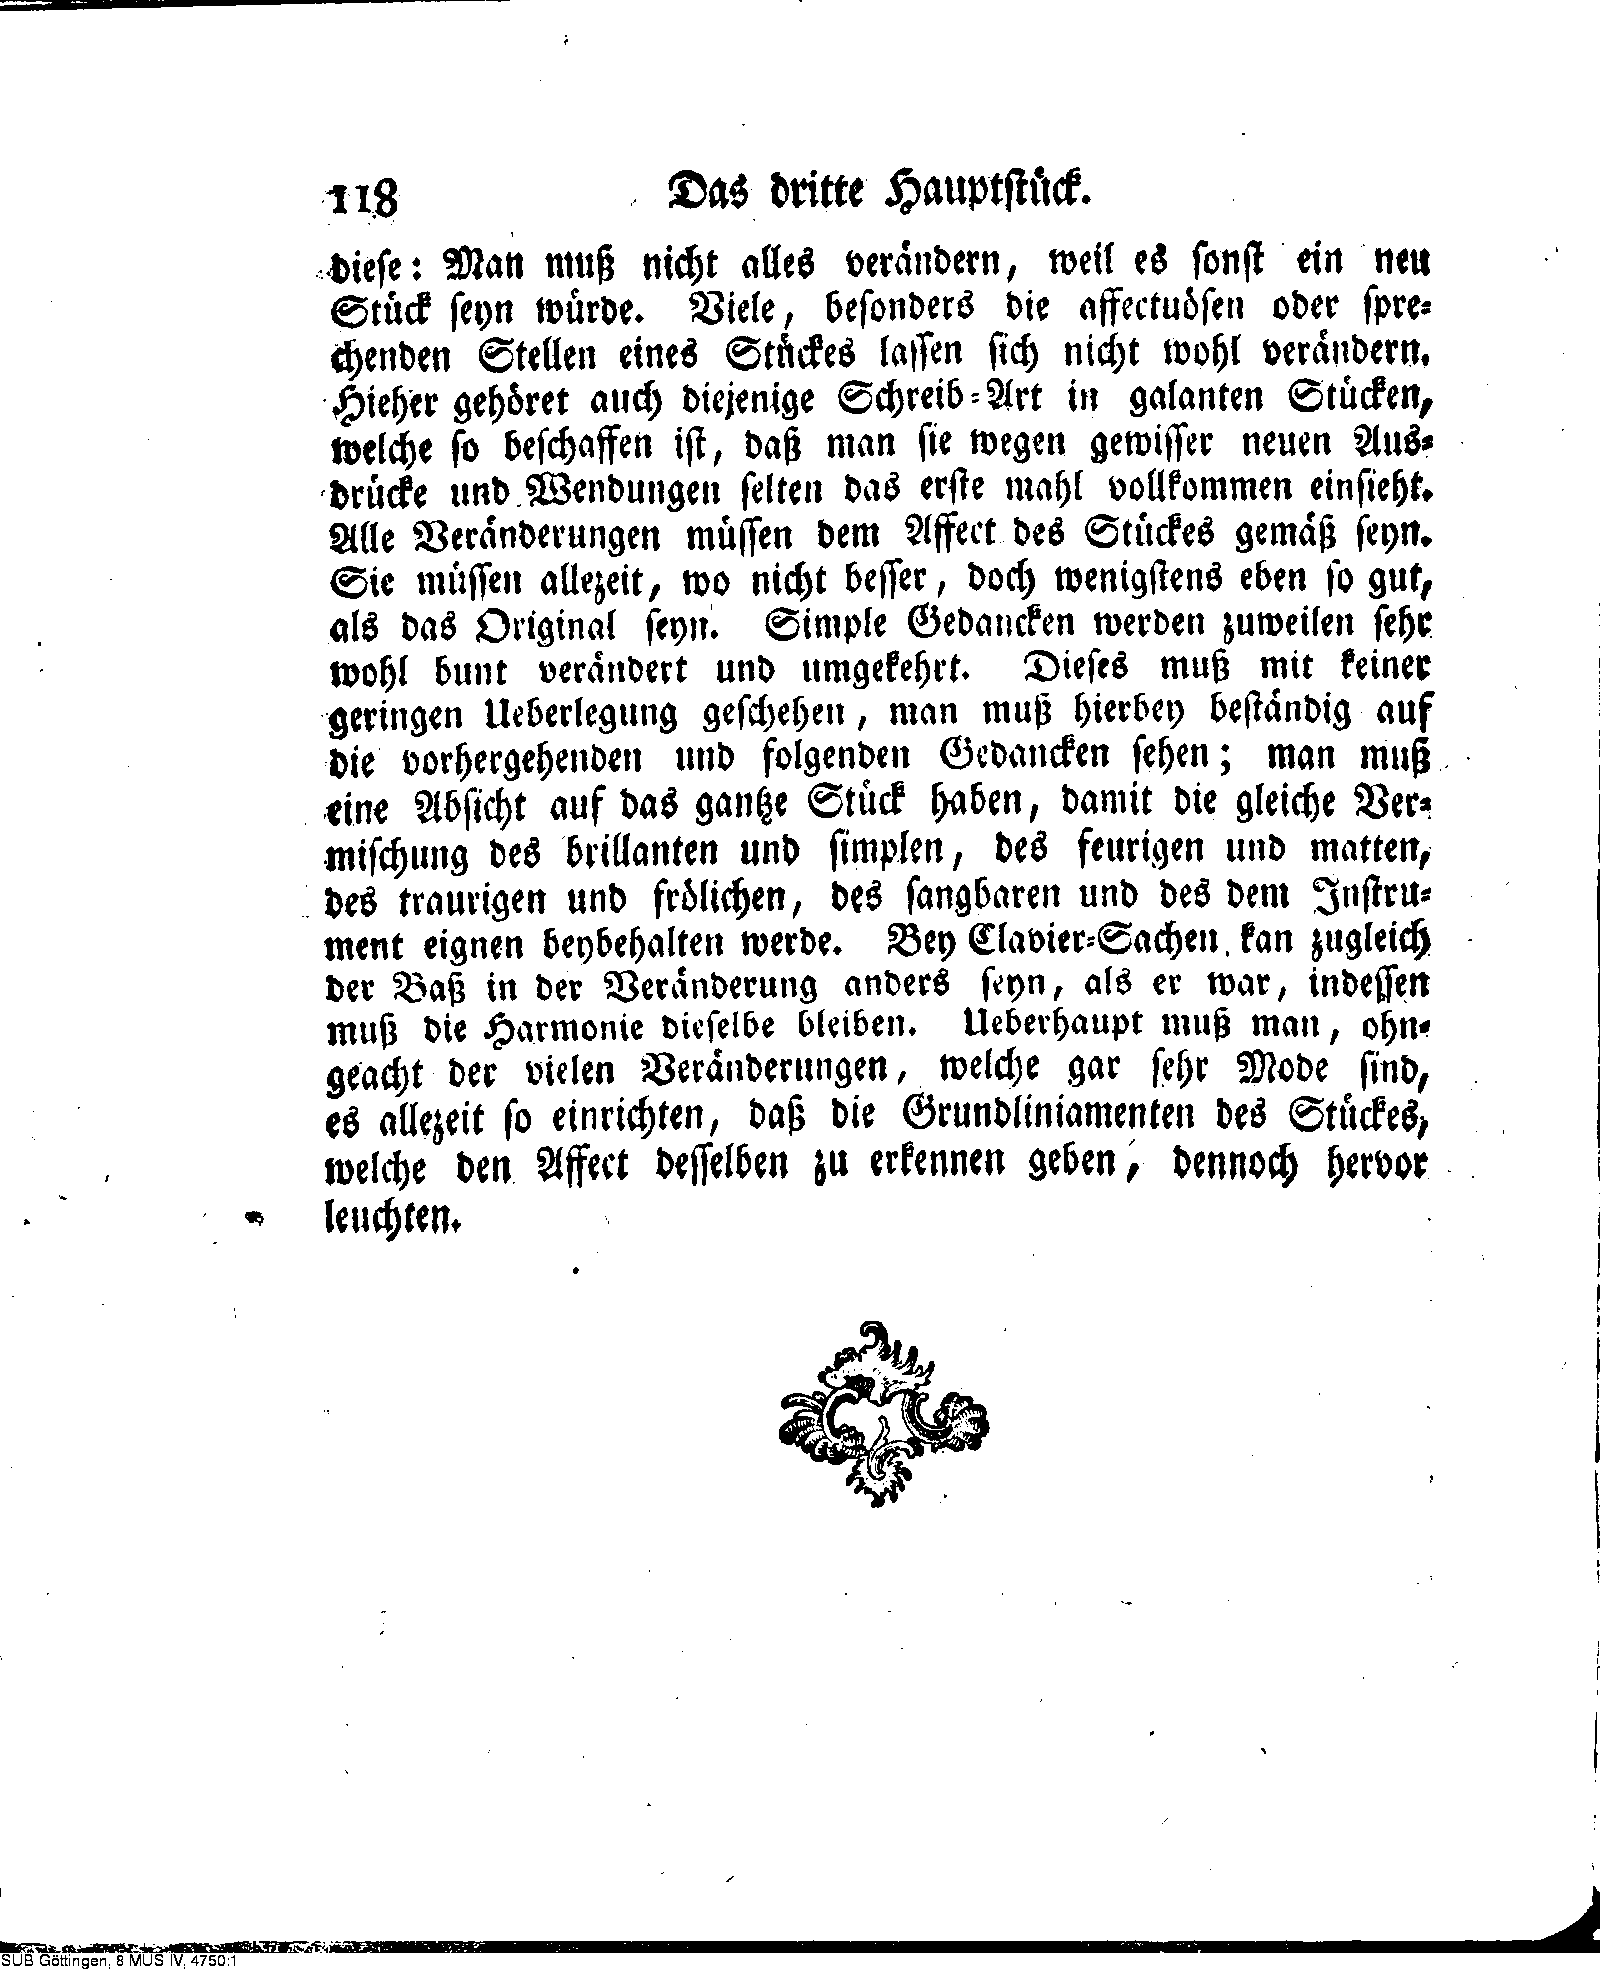 118 Das dritte Hauptstück.
diese: Man muß nicht alles verändern, weil es sonst ein neu
Stück seyn würde. Viele, besonders die affectuösen oder spre-
chenden Stellen eines Stückes lassen sich nicht wohl verändern.
Hieher gehöret auch diejenige Schreib-Art in galanten Stücken,
welche so beschaffen ist, daß man sie wegen gewisser neuen Aus-
drücke und Wendungen selten das erste mahl vollkommen einsieht.
Alle Veränderungen müssen dem Affect des Stückes gemäß seyn.
Sie müssen allezeit, wo nicht besser, doch wenigstens eben so gut,
als das Original seyn. Simple Gedancken werden zuweilen sehr
wohl bunt verändert und umgekehrt. Dieses muß mit keiner
geringen Ueberlegung geschehen, man muß hierbey beständig auf
die vorhergehenden und folgenden Gedancken sehen; man muß
eine Absicht auf das gantze Stück haben, damit die gleiche Ver-
mischung des brillanten und simplen, des feurigen und matten,
des traurigen und frölichen, des sangbaren und des dem Instru-
ment eignen beybehalten werde. Bey Clavier-Sachen kan zugleich
der Baß in der Veränderung anders seyn, als er war, indessen
muß die Harmonie dieselbe bleiben. Ueberhaupt muß man, ohn-
geacht der vielen Veränderungen, welche gar sehr Mode sind,
es allezeit so einrichten, daß die Grundliniamenten des Stückes,
welche den Affect desselben zu erkennen geben, dennoch hervor
leuchten.
SUB Göttingen, 8 MUS IV, 4750:1